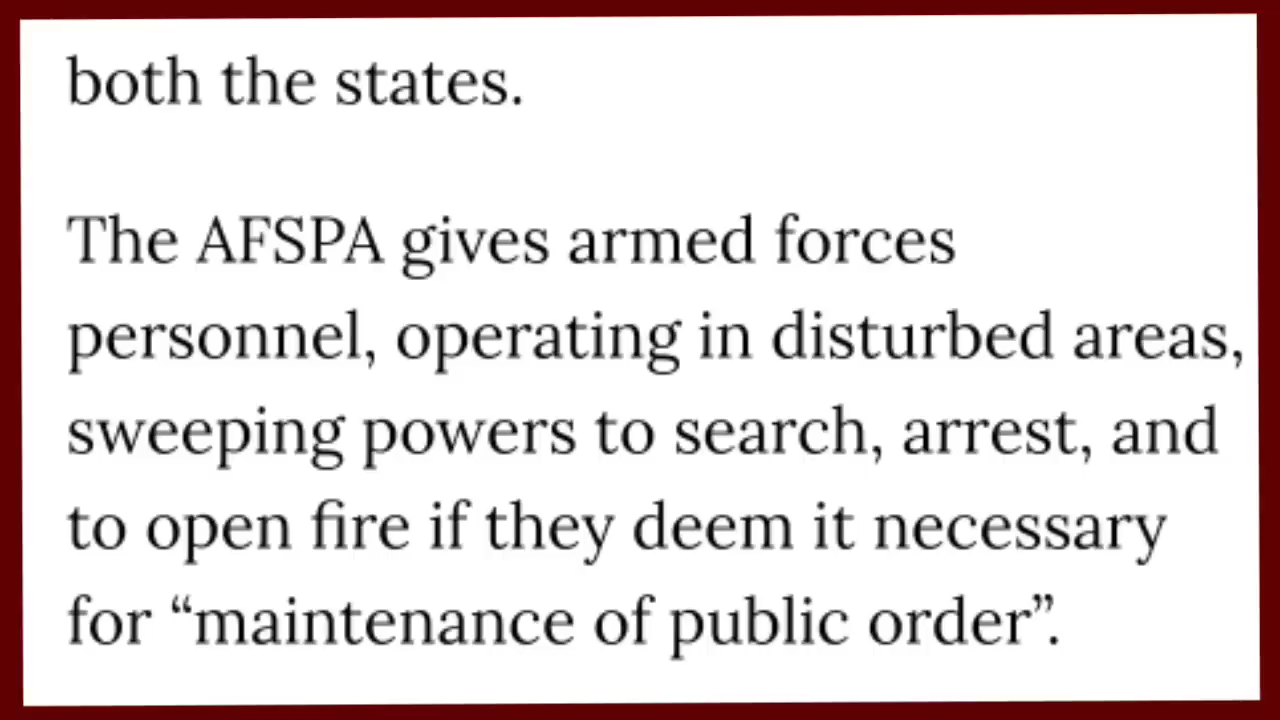 both the states.
The AFSPA gives armed forces
personnel, operating in disturbed areas,
sweeping powers to search, arrest, and
to open fire if they deem it necessary
for “maintenance of public order”.